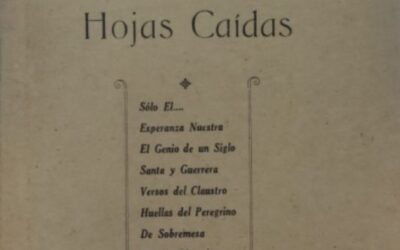 Hojas Caídas
Sólo El....
Esperanza Nuestra
El Genio de un Siglo
Santa y Guerrera
Versos del Claustro
Huellas del Peregrino
De Sobremesa